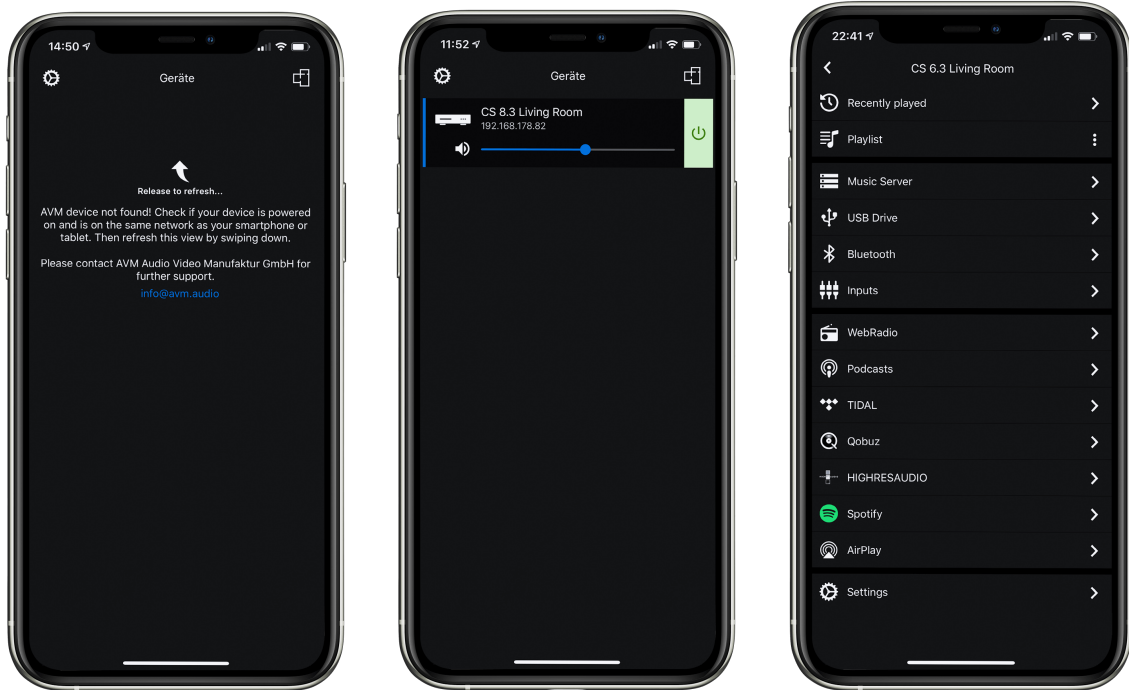 14:50
Geräte
Release to refresh...
AVM device not found! Check if your device is powered
on and is on the same network as your smartphone or
tablet. Then refresh this view by swiping down.
Please contact AVM Audio Video Manufaktur GmbH for
further support.
info@avm.audio
11:52
Geräte
CS 8.3 Living Room
192.168.178.82
22:41
CS 6.3 Living Room
Recently played
Playlist
Music Server
USB Drive
Bluetooth
Inputs
WebRadio
Podcasts
TIDAL
Qobuz
HIGHRESAUDIO
Spotify
AirPlay
Settings